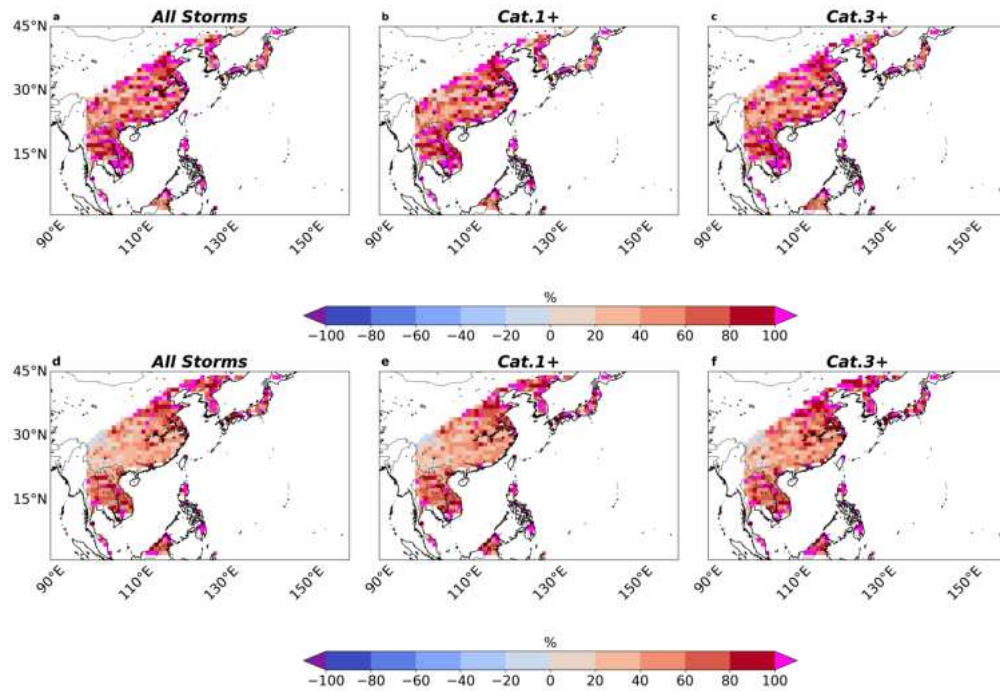 a All Storms b Cat.1+ c Cat.3+
45°N
30°N
15°N
90°E 110°E 130°E 150°E 90°E 110°E 130°E 150°E 90°E 110°E 130°E 150°E
%
−100 −80 −60 −40 −20 0 20 40 60 80 100
d All Storms e Cat.1+ f Cat.3+
45°N
30°N
15°N
90°E 110°E 130°E 150°E 90°E 110°E 130°E 150°E 90°E 110°E 130°E 150°E
%
−100 −80 −60 −40 −20 0 20 40 60 80 100